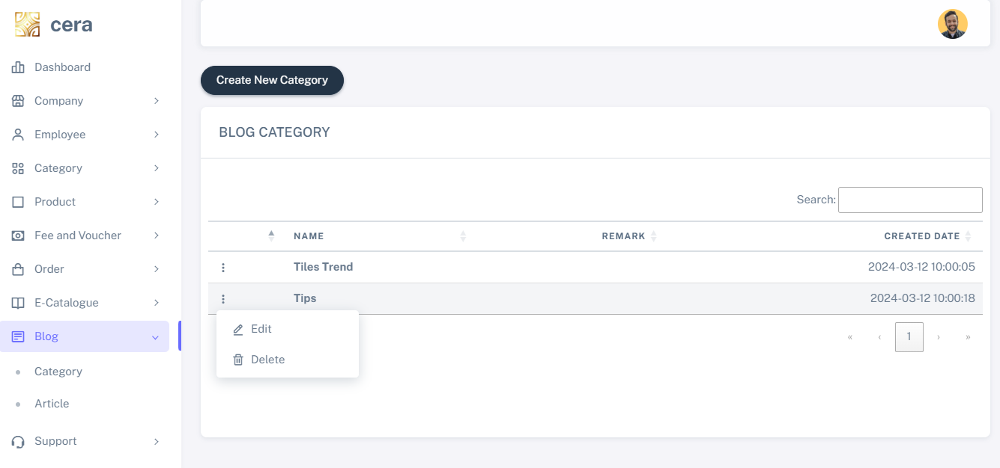 cera
Dashboard
Company
Employee
Category
Product
Fee and Voucher
Order
E-Catalogue
Blog
Category
Article
Support
Create New Category
BLOG CATEGORY
Search:
NAME REMARK CREATED DATE
Tiles Trend 2024-03-12 10:00:05
Tips 2024-03-12 10:00:18
Edit
Delete
« ‹ 1 › »